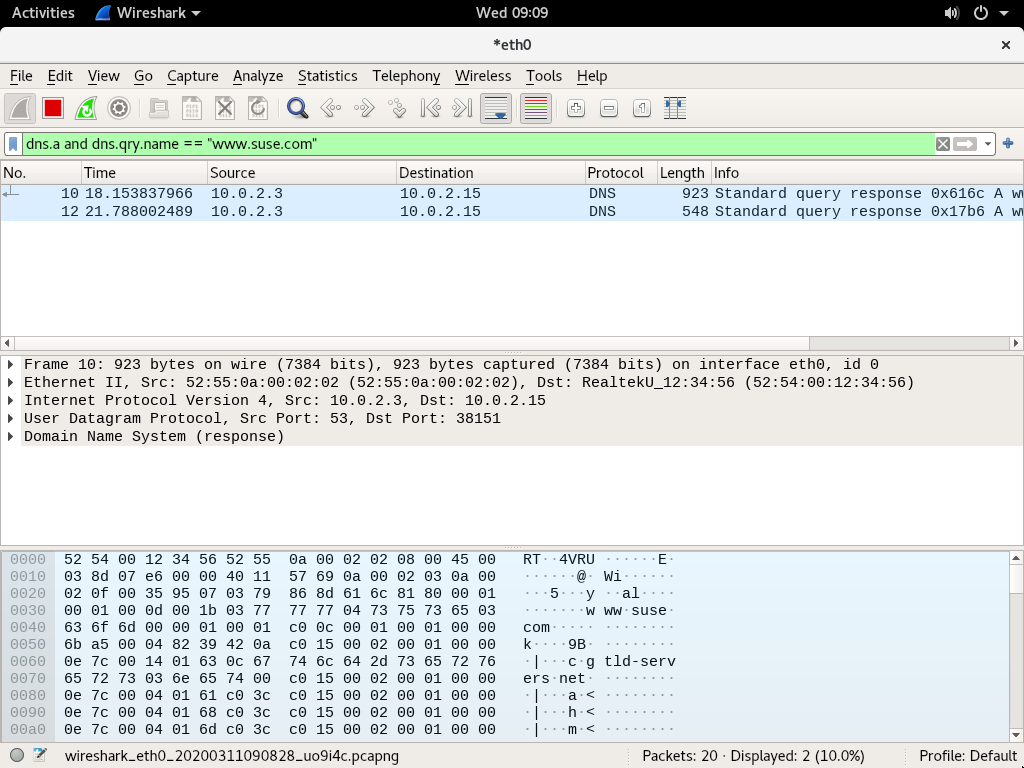 Activities Wireshark Wed 09:09
*eth0
File Edit View Go Capture Analyze Statistics Telephony Wireless Tools Help
dns.a and dns.qry.name == "www.suse.com"
No. Time Source Destination Protocol Length Info
10 18.153837966 10.0.2.3 10.0.2.15 DNS 923 Standard query response 0x616c A
12 21.788002489 10.0.2.3 10.0.2.15 DNS 548 Standard query response 0x17b6 A
Frame 10: 923 bytes on wire (7384 bits), 923 bytes captured (7384 bits) on interface eth0, id 0
Ethernet II, Src: 52:55:0a:00:02:02 (52:55:0a:00:02:02), Dst: RealtekU_12:34:56 (52:54:00:12:34:56)
Internet Protocol Version 4, Src: 10.0.2.3, Dst: 10.0.2.15
User Datagram Protocol, Src Port: 53, Dst Port: 38151
Domain Name System (response)
0000 52 54 00 12 34 56 52 55 0a 00 02 02 08 00 45 00 RT··4VRU ······E·
0010 03 8d 07 e6 00 00 40 11 57 69 0a 00 02 03 0a 00 ······@· Wi······
0020 02 0f 00 35 95 07 03 79 86 8d 61 6c 81 80 00 01 ···5···y ··al····
0030 00 01 00 0d 00 1b 03 77 77 77 04 73 75 73 65 03 ·······w ww·suse·
0040 63 6f 6d 00 00 01 00 01 c0 0c 00 01 00 01 00 00 com····· ········
0050 6b a5 00 04 82 39 42 0a c0 15 00 02 00 01 00 00 k····9B· ········
0060 0e 7c 00 14 01 63 0c 67 74 6c 64 2d 73 65 72 76 ·|···c·g tld-serv
0070 65 72 73 03 6e 65 74 00 c0 15 00 02 00 01 00 00 ers·net· ········
0080 0e 7c 00 04 01 61 c0 3c c0 15 00 02 00 01 00 00 ·|···a·< ········
0090 0e 7c 00 04 01 68 c0 3c c0 15 00 02 00 01 00 00 ·|···h·< ········
00a0 0e 7c 00 04 01 6d c0 3c c0 15 00 02 00 01 00 00 ·|···m·< ········
wireshark_eth0_20200311090828_uo9i4c.pcapng Packets: 20 · Displayed: 2 (10.0%) Profile: Default